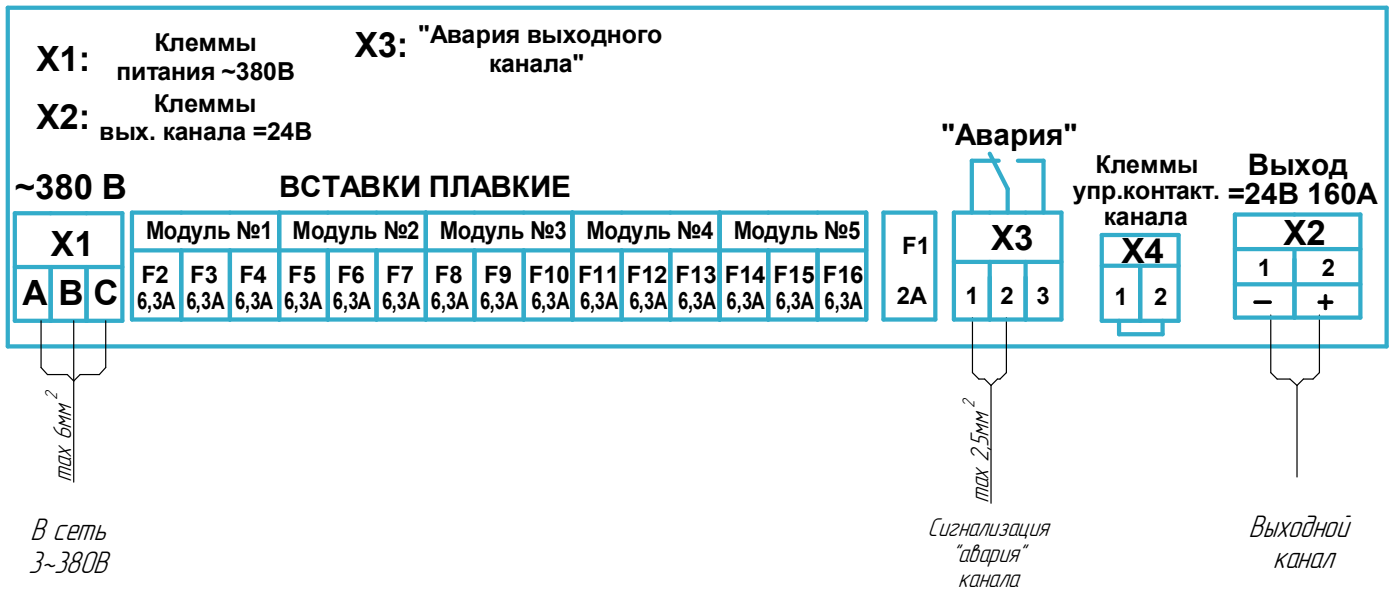 X1: Клеммы
питания ~380В
X3: "Авария выходного
канала"
X2: Клеммы
вых. канала =24В
~380 В
ВСТАВКИ ПЛАВКИЕ
"Авария"
Клеммы
упр.контакт.
канала
Выход
=24В 160А
X1
A B C
Модуль №1 Модуль №2 Модуль №3 Модуль №4 Модуль №5
F2 F3 F4 F5 F6 F7 F8 F9 F10 F11 F12 F13 F14 F15 F16
6,3А 6,3А 6,3А 6,3А 6,3А 6,3А 6,3А 6,3А 6,3А 6,3А 6,3А 6,3А 6,3А 6,3А 6,3А
F1
2А
X3
1 2 3
X4
1 2
X2
1 2
– +
max 6мм²
В сеть
3~380В
max 2,5мм²
Сигнализация
"авария"
канала
Выходной
канал